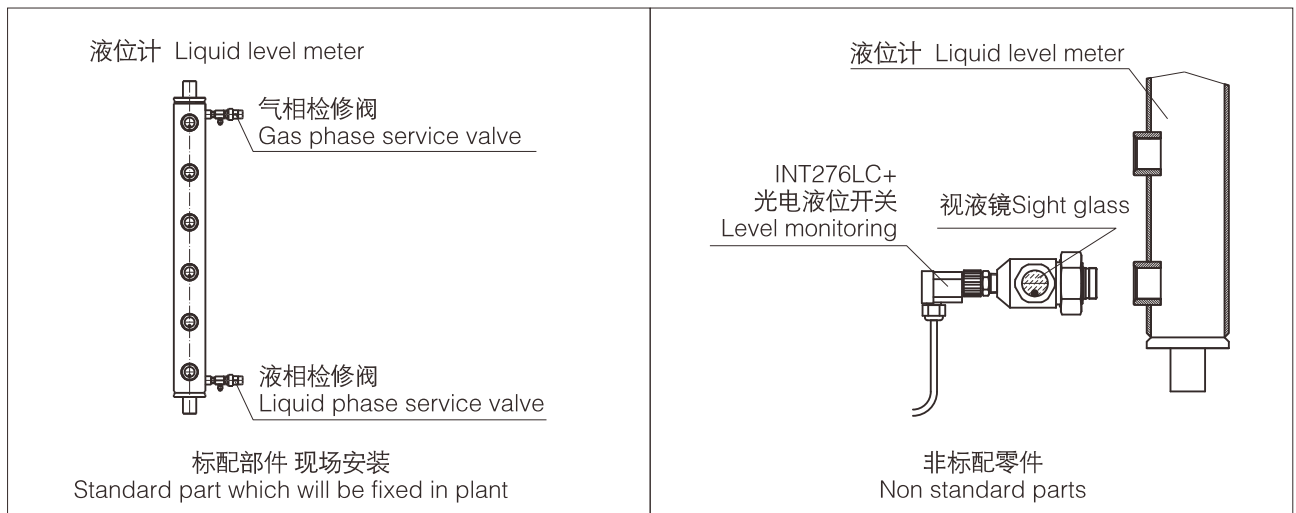 液位计 Liquid level meter
气相检修阀
Gas phase service valve
液相检修阀
Liquid phase service valve
标配部件 现场安装
Standard part which will be fixed in plant
液位计 Liquid level meter
INT276LC+
光电液位开关
Level monitoring
视液镜Sight glass
非标配零件
Non standard parts